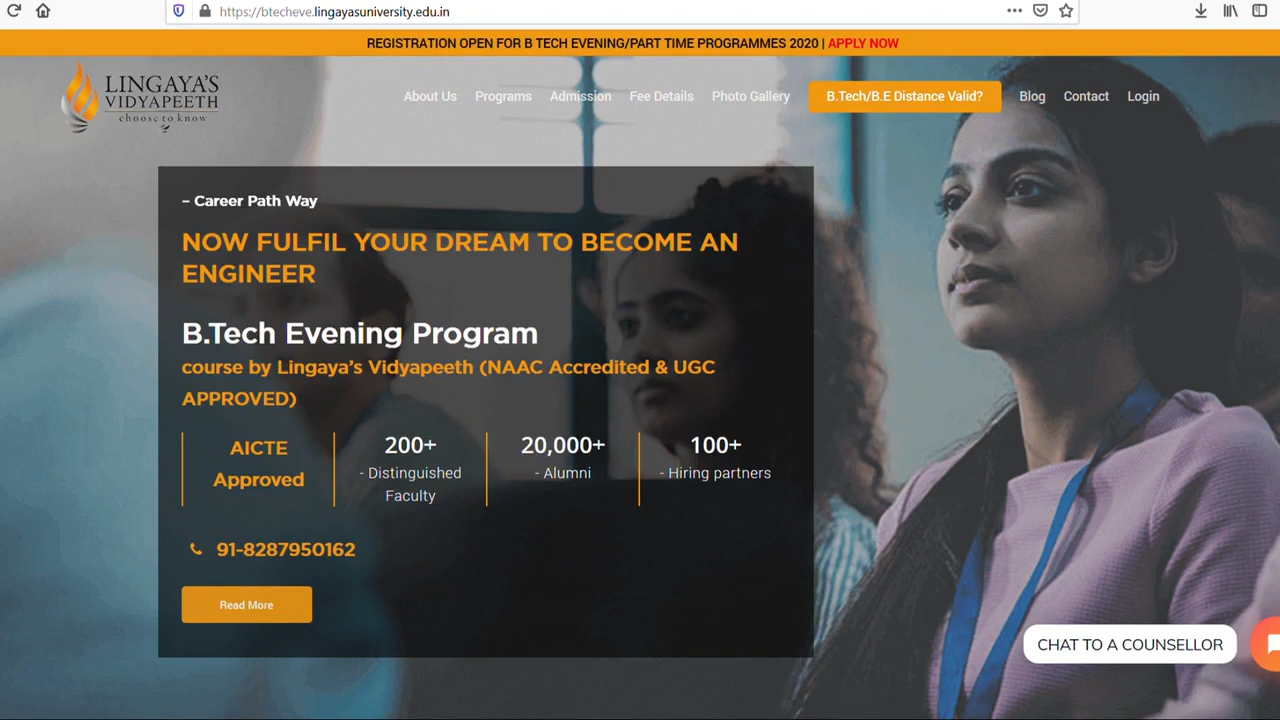 https://btecheve.lingayasuniversity.edu.in
REGISTRATION OPEN FOR B TECH EVENING/PART TIME PROGRAMMES 2020 | APPLY NOW
LINGAYA'S
VIDYAPEETH
choose to know
About Us Programs Admission Fee Details Photo Gallery B.Tech/B.E Distance Valid? Blog Contact Login
– Career Path Way
NOW FULFIL YOUR DREAM TO BECOME AN
ENGINEER
B.Tech Evening Program
course by Lingaya's Vidyapeeth (NAAC Accredited & UGC
APPROVED)
AICTE
Approved
200+
- Distinguished
Faculty
20,000+
- Alumni
100+
- Hiring partners
91-8287950162
Read More
CHAT TO A COUNSELLOR